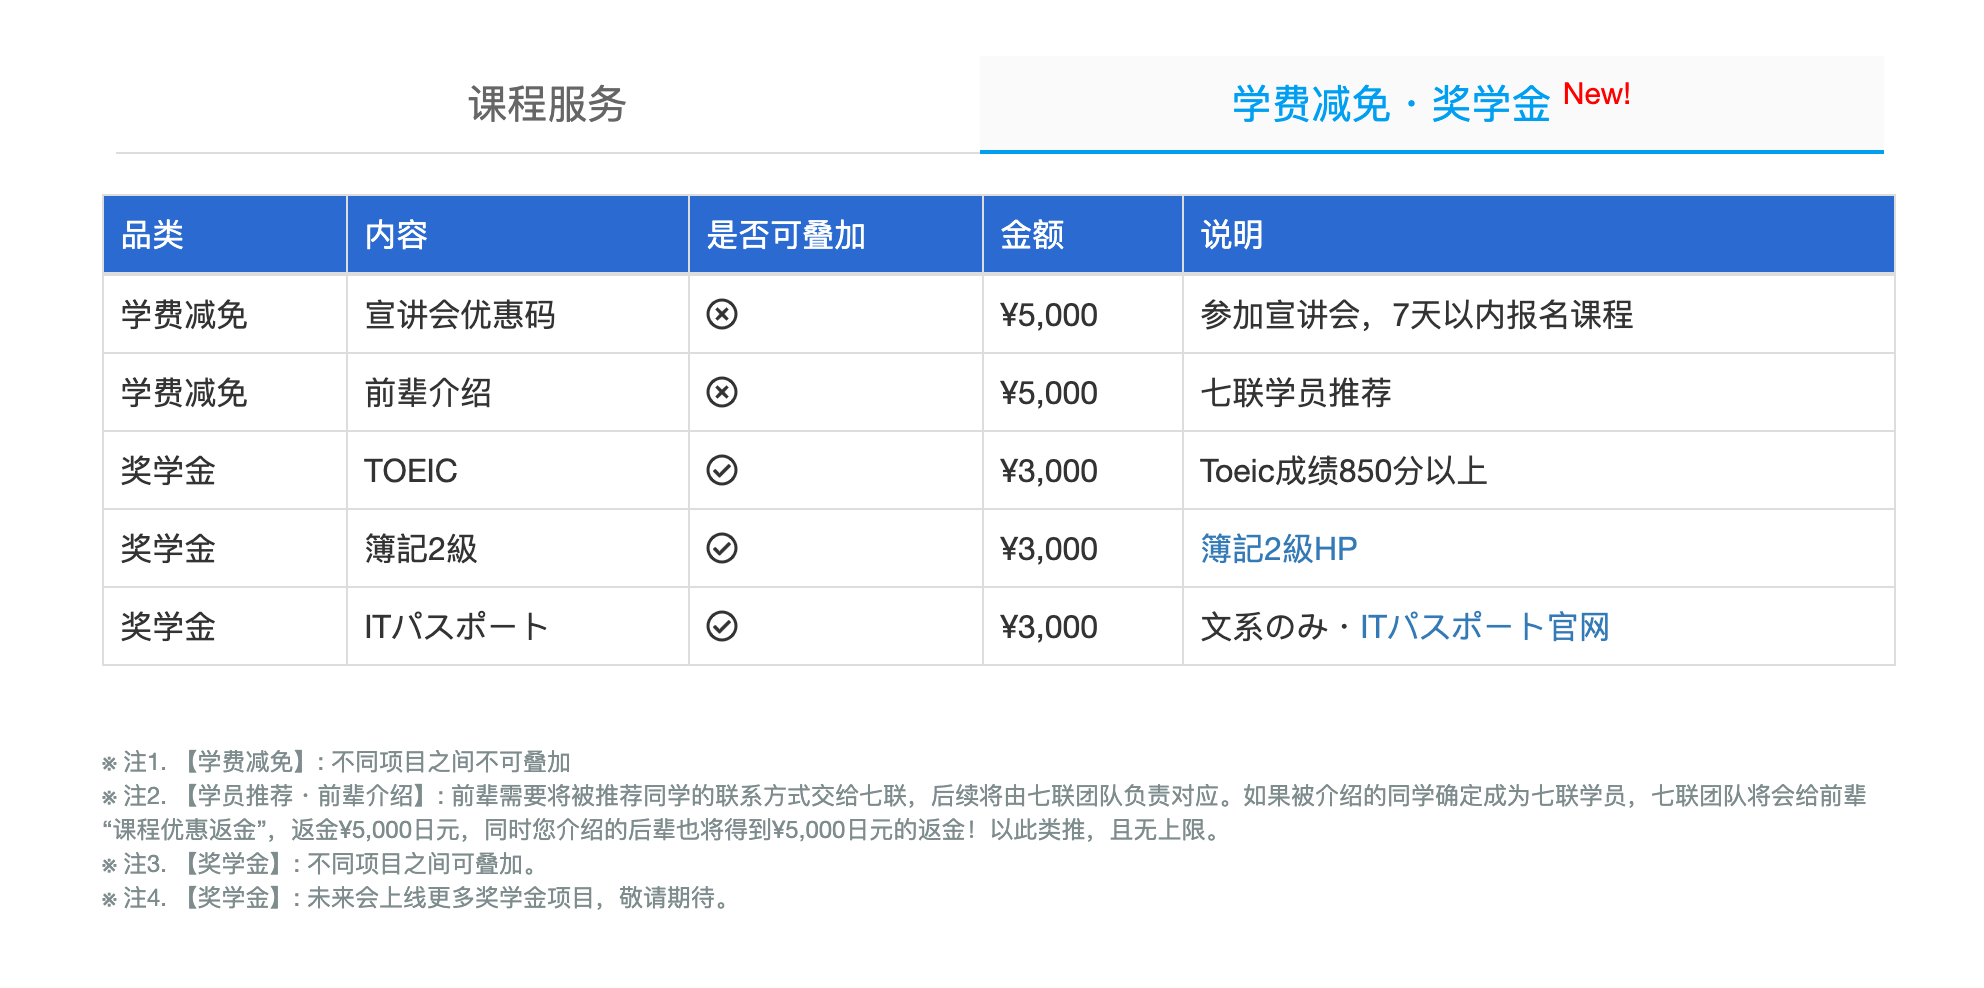 课程服务
学费减免・奖学金 New!
品类 内容 是否可叠加 金额 说明
学费减免 宣讲会优惠码 ¥5,000 参加宣讲会，7天以内报名课程
学费减免 前辈介绍 ¥5,000 七联学员推荐
奖学金 TOEIC ¥3,000 Toeic成绩850分以上
奖学金 簿記2級 ¥3,000 簿記2級HP
奖学金 ITパスポート ¥3,000 文系のみ・ITパスポート官网
※ 注1. 【学费减免】: 不同项目之间不可叠加
※ 注2. 【学员推荐・前辈介绍】: 前辈需要将被推荐同学的联系方式交给七联，后续将由七联团队负责对应。如果被介绍的同学确定成为七联学员，七联团队将会给前辈
“课程优惠返金”，返金¥5,000日元，同时您介绍的后辈也将得到¥5,000日元的返金！以此类推，且无上限。
※ 注3. 【奖学金】: 不同项目之间可叠加。
※ 注4. 【奖学金】: 未来会上线更多奖学金项目，敬请期待。